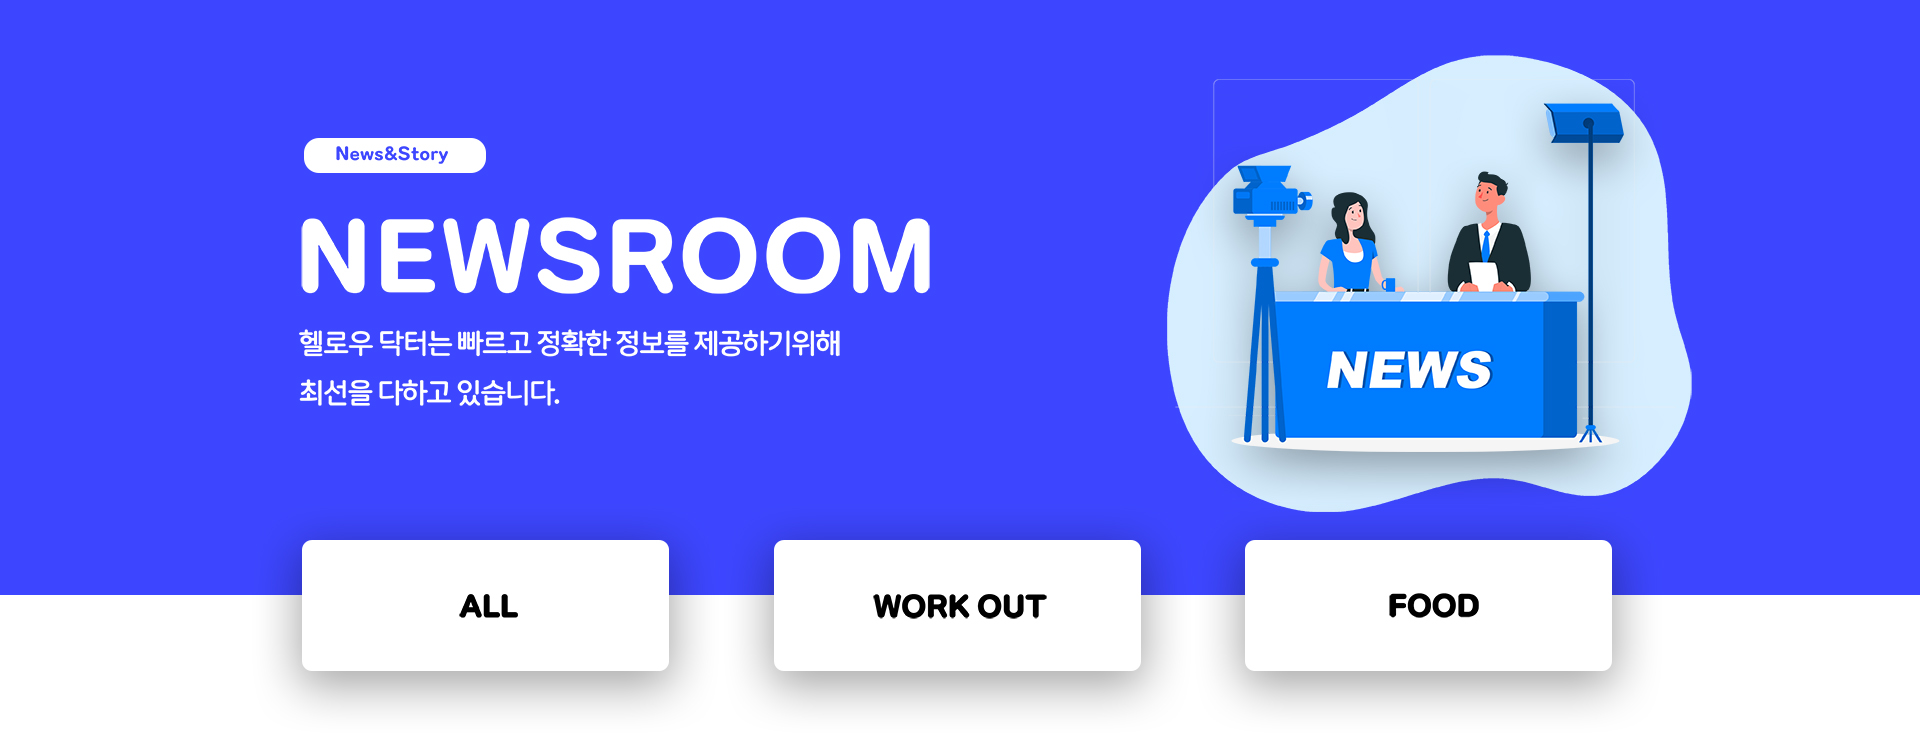 News&Story
NEWSROOM
헬로우 닥터는 빠르고 정확한 정보를 제공하기위해
최선을 다하고 있습니다.
NEWS
ALL
WORK OUT
FOOD